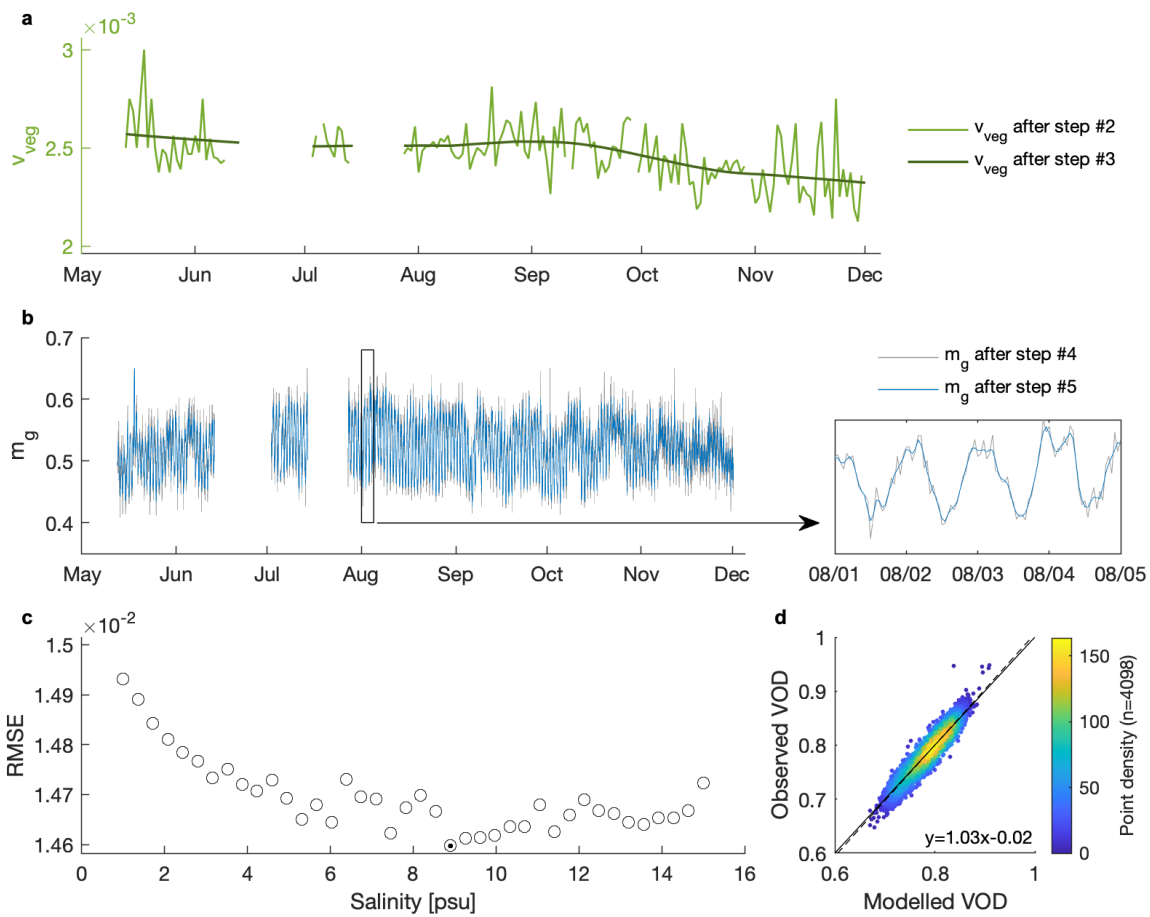 a
×10⁻³
3
2.5
2
v_veg
May Jun Jul Aug Sep Oct Nov Dec
v_veg after step #2
v_veg after step #3
b
0.7
0.6
0.5
0.4
m_g
May Jun Jul Aug Sep Oct Nov Dec
m_g after step #4
m_g after step #5
08/01 08/02 08/03 08/04 08/05
c
×10⁻²
1.5
1.49
1.48
1.47
1.46
RMSE
0 2 4 6 8 10 12 14 16
Salinity [psu]
d
1
0.9
0.8
0.7
0.6
Observed VOD
y=1.03x-0.02
0.6 0.8 1
Modelled VOD
150
100
50
0
Point density (n=4098)